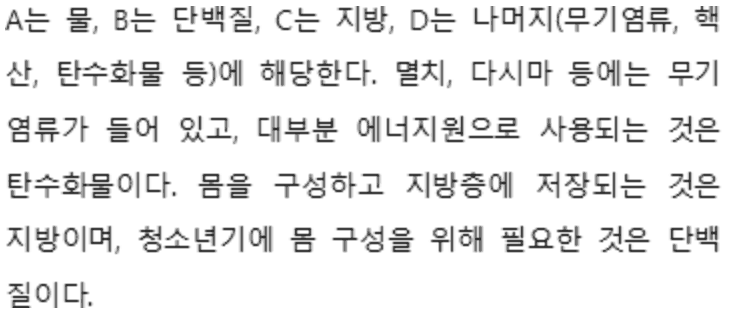 A는 물, B는 단백질, C는 지방, D는 나머지(무기염류, 핵
산, 탄수화물 등)에 해당한다. 멸치, 다시마 등에는 무기
염류가 들어 있고, 대부분 에너지원으로 사용되는 것은
탄수화물이다. 몸을 구성하고 지방층에 저장되는 것은
지방이며, 청소년기에 몸 구성을 위해 필요한 것은 단백
질이다.